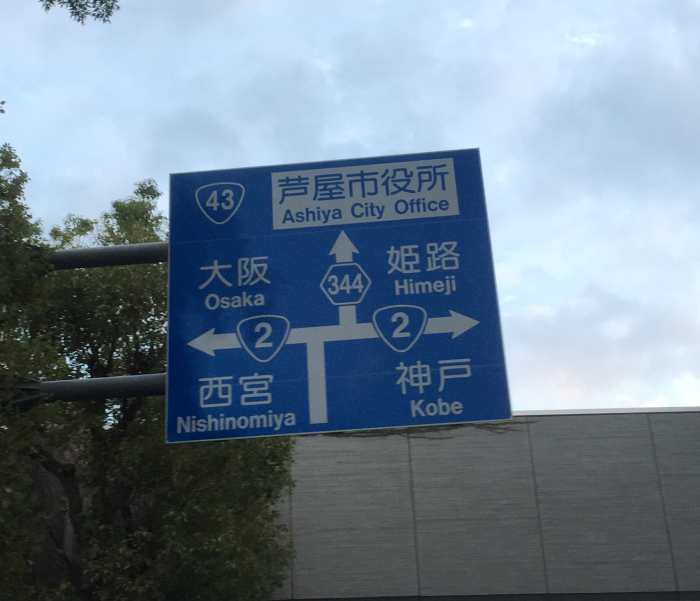 43
芦屋市役所
Ashiya City Office
大阪
Osaka
344
姫路
Himeji
2
2
西宮
Nishinomiya
神戸
Kobe